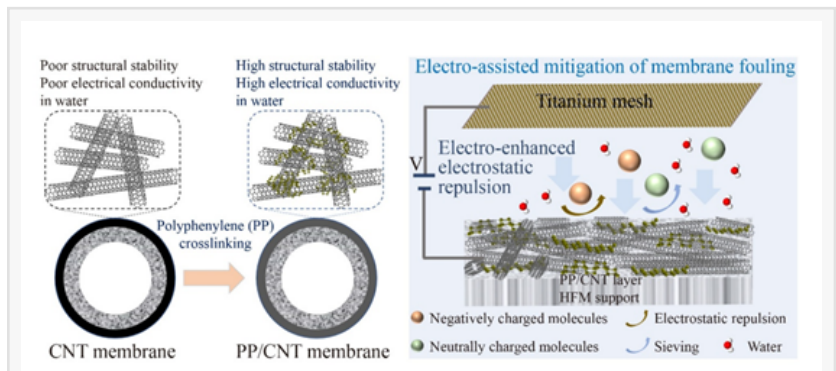 Poor structural stability
Poor electrical conductivity
in water
High structural stability
High electrical conductivity
in water
Polyphenylene (PP)
crosslinking
CNT membrane
PP/CNT membrane
Electro-assisted mitigation of membrane fouling
Titanium mesh
V
Electro-enhanced
electrostatic
repulsion
PP/CNT layer
HFM support
Negatively charged molecules
Electrostatic repulsion
Neutrally charged molecules
Sieving
Water